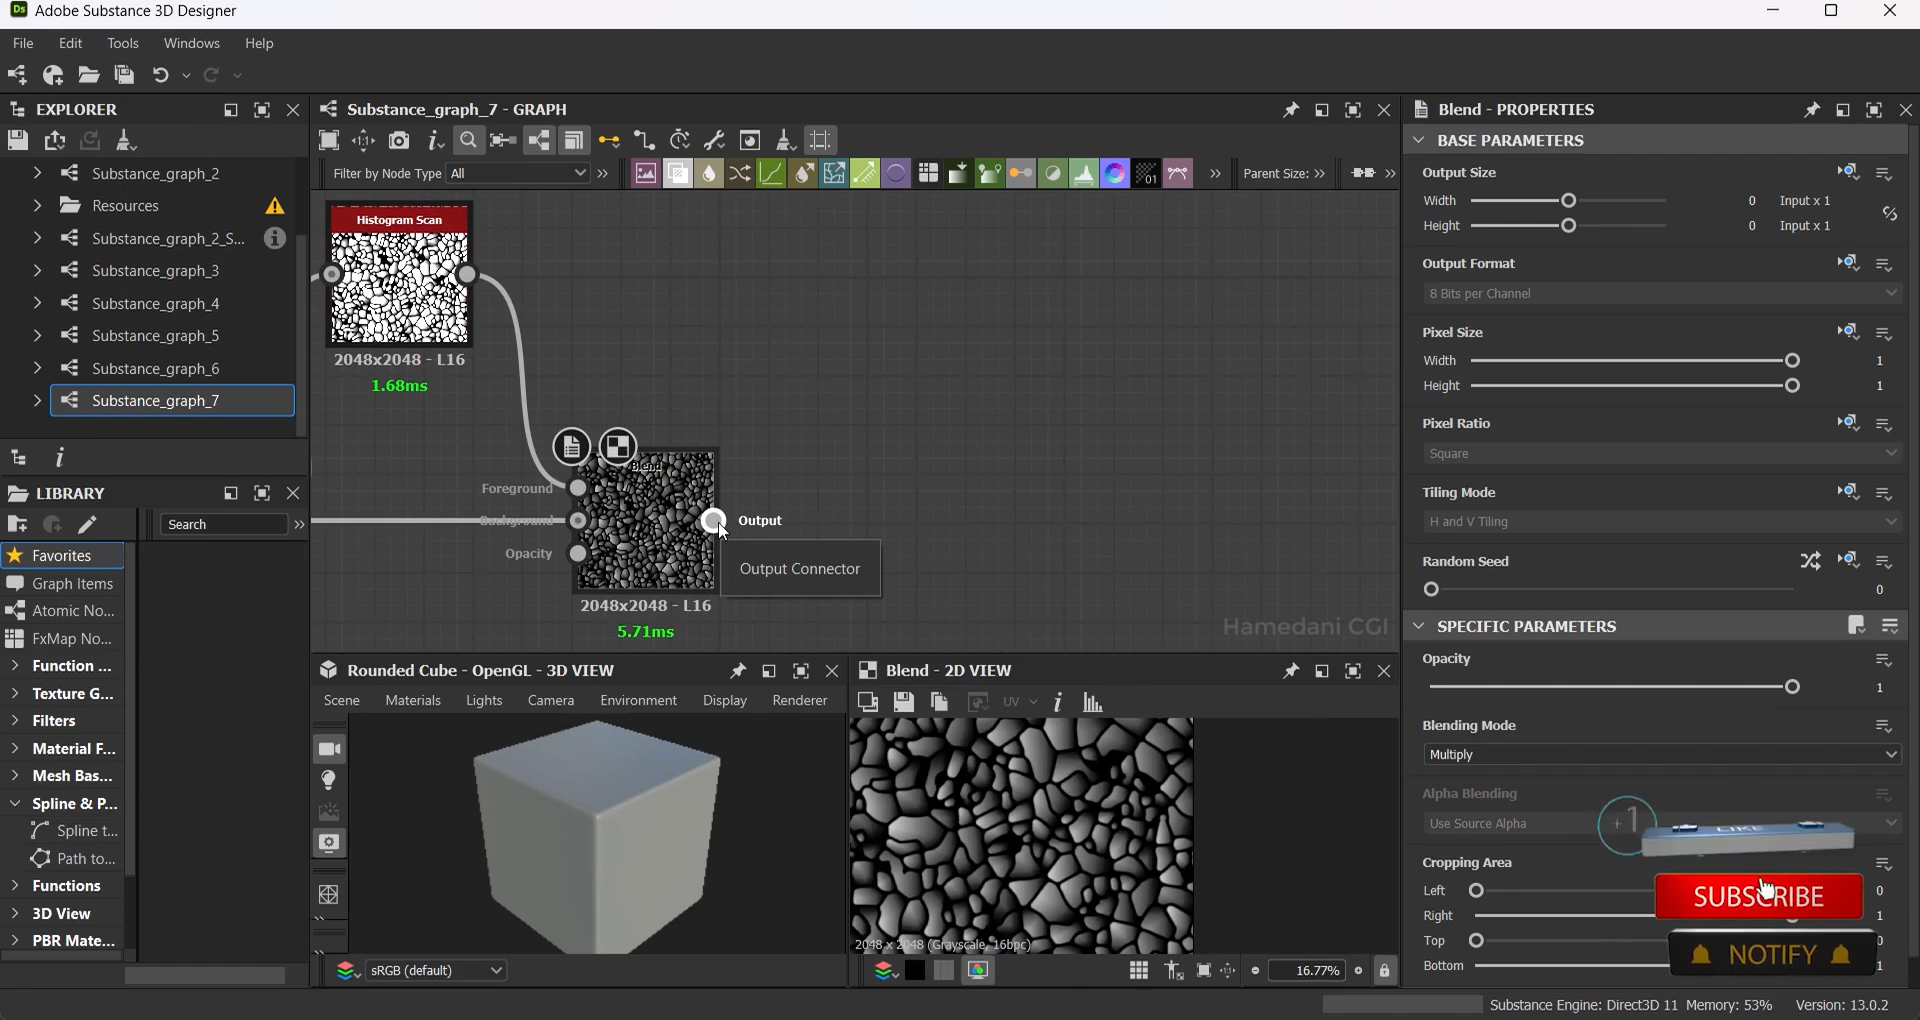 Ds Adobe Substance 3D Designer
File Edit Tools Windows Help
EXPLORER
Substance_graph_2
Resources
Substance_graph_2_S...
Substance_graph_3
Substance_graph_4
Substance_graph_5
Substance_graph_6
Substance_graph_7
LIBRARY
Search
Favorites
Graph Items
Atomic No...
FxMap No...
Function ...
Texture G...
Filters
Material F...
Mesh Bas...
Spline & P...
Spline t...
Path to...
Functions
3D View
PBR Mate...
Substance_graph_7 - GRAPH
Filter by Node Type All
01
Parent Size:
Histogram Scan
2048x2048 - L16
1.68ms
Blend
Foreground
Background
Opacity
Output
Output Connector
2048x2048 - L16
5.71ms
Hamedani CGI
Rounded Cube - OpenGL - 3D VIEW
Scene Materials Lights Camera Environment Display Renderer
sRGB (default)
Blend - 2D VIEW
UV
2048 x 2048 (Grayscale, 16bpc)
16.77%
Blend - PROPERTIES
BASE PARAMETERS
Output Size
Width 0 Input x 1
Height 0 Input x 1
Output Format
8 Bits per Channel
Pixel Size
Width 1
Height 1
Pixel Ratio
Square
Tiling Mode
H and V Tiling
Random Seed
0
SPECIFIC PARAMETERS
Opacity
1
Blending Mode
Multiply
Alpha Blending
Use Source Alpha
+1
LIKE
Cropping Area
Left 0
SUBSCRIBE
Right 1
Top 0
NOTIFY
Bottom 1
Substance Engine: Direct3D 11 Memory: 53% Version: 13.0.2